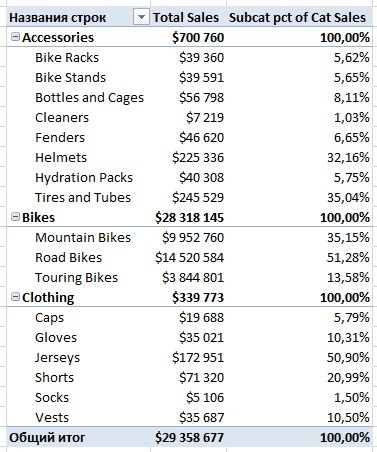 Названия строк Total Sales Subcat pct of Cat Sales
Accessories $700 760 100,00%
Bike Racks $39 360 5,62%
Bike Stands $39 591 5,65%
Bottles and Cages $56 798 8,11%
Cleaners $7 219 1,03%
Fenders $46 620 6,65%
Helmets $225 336 32,16%
Hydration Packs $40 308 5,75%
Tires and Tubes $245 529 35,04%
Bikes $28 318 145 100,00%
Mountain Bikes $9 952 760 35,15%
Road Bikes $14 520 584 51,28%
Touring Bikes $3 844 801 13,58%
Clothing $339 773 100,00%
Caps $19 688 5,79%
Gloves $35 021 10,31%
Jerseys $172 951 50,90%
Shorts $71 320 20,99%
Socks $5 106 1,50%
Vests $35 687 10,50%
Общий итог $29 358 677 100,00%